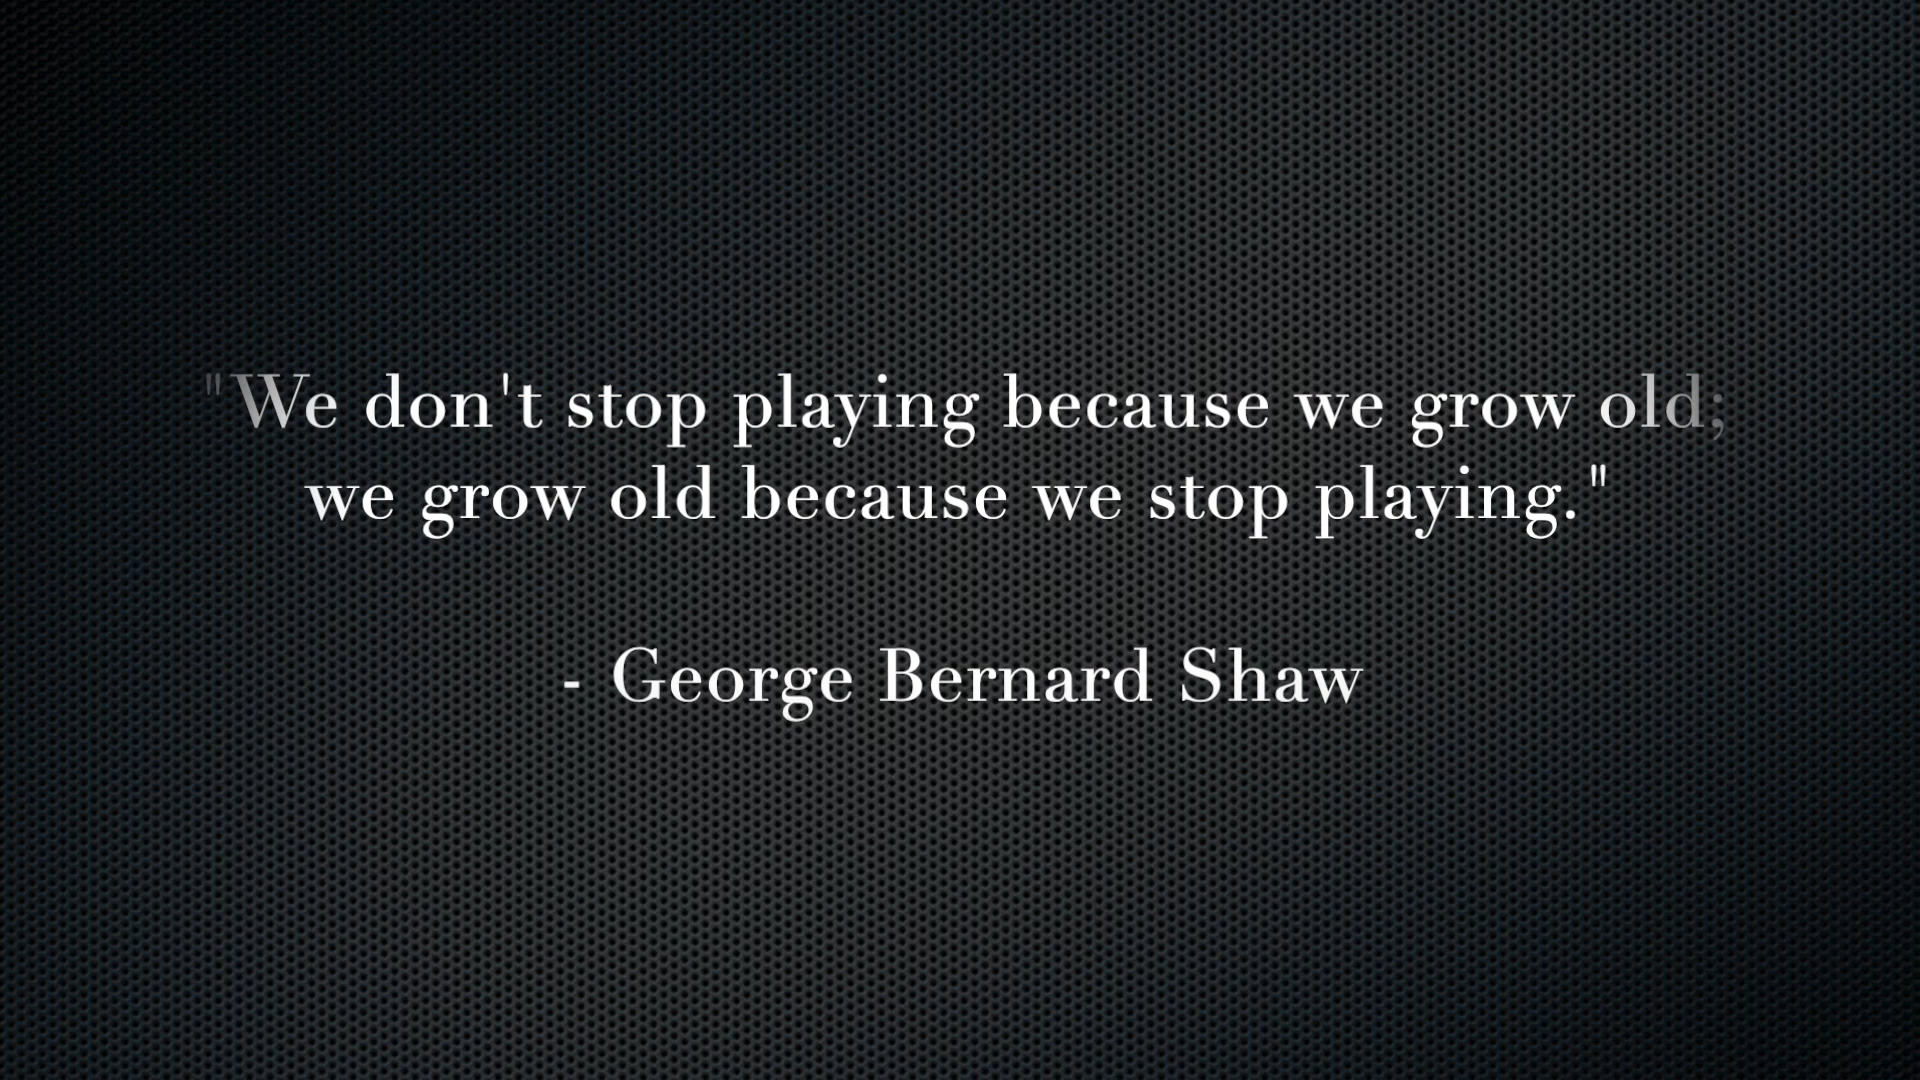 "We don't stop playing because we grow old;
we grow old because we stop playing."
- George Bernard Shaw